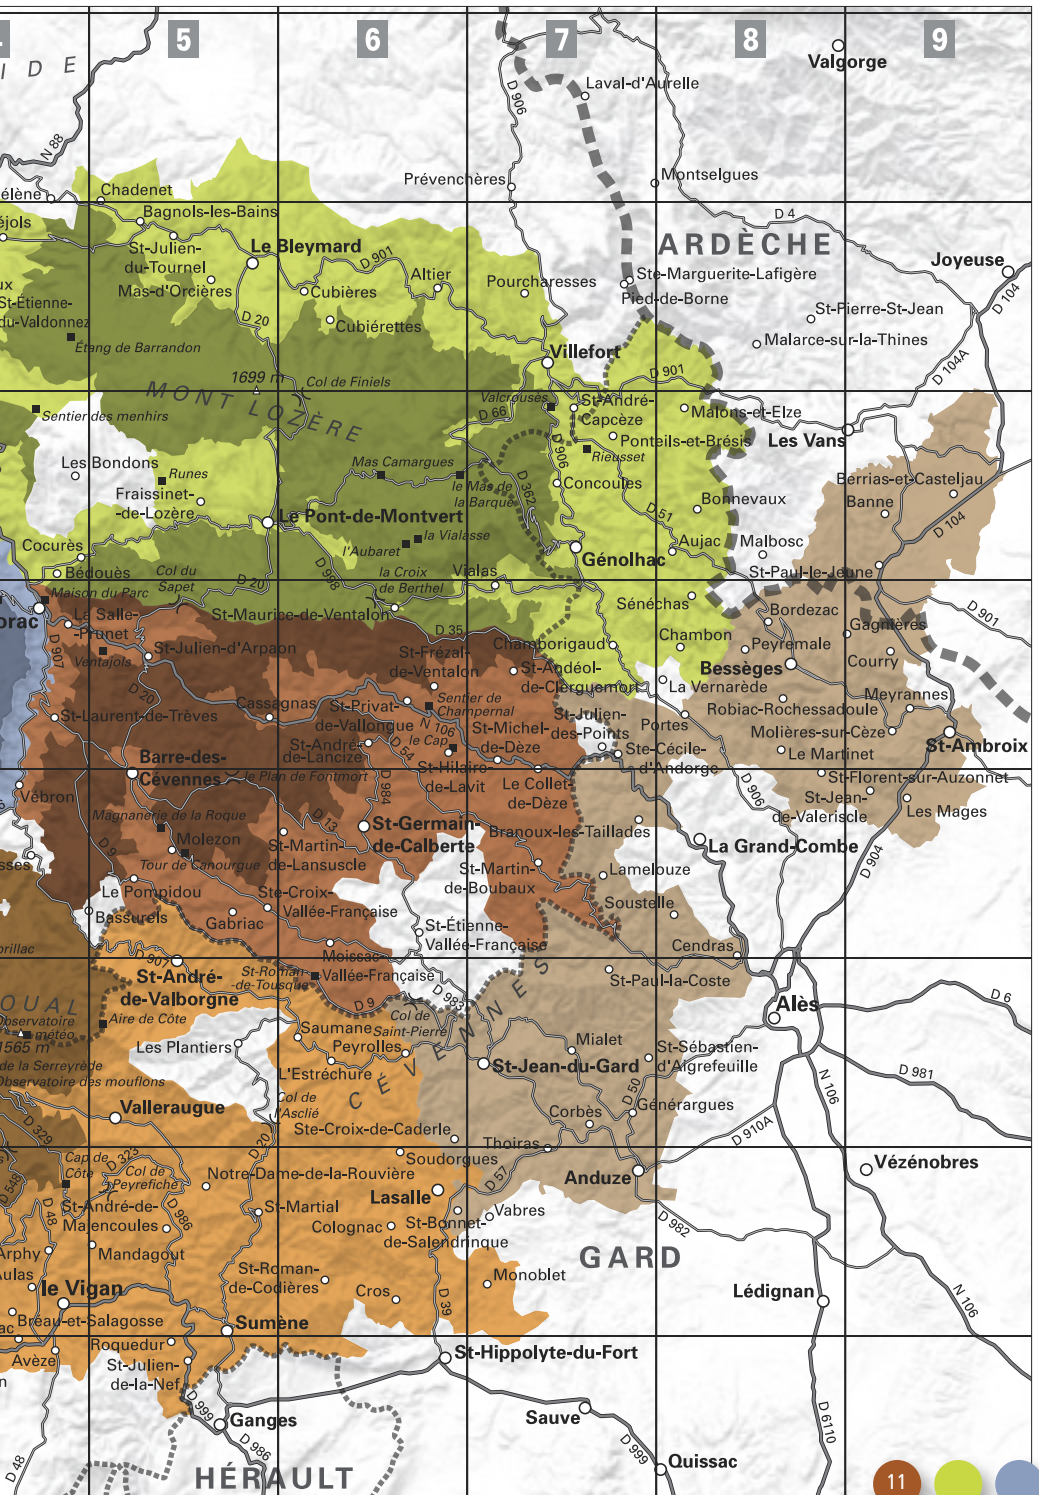 4
5
6
7
8
9
I D E
Valgorge
Laval-d'Aurelle
D 906
N 88
Prévenchères
Montselgues
Chadenet
Bagnols-les-Bains
D 4
St-Julien-
du-Tournel
Le Bleymard
D 901
ARDÈCHE
Joyeuse
Mas-d'Orcières
Cubières
Altier
Pourcharesses
Ste-Marguerite-Lafigère
Pied-de-Borne
D 104
St-Étienne-
du-Valdonnez
D 20
Cubiérettes
St-Pierre-St-Jean
Étang de Barrandon
Malarce-sur-la-Thines
Villefort
D 104A
1699 m
Col de Finiels
D 901
MONT LOZÈRE
Valcrouses
Sentier des menhirs
D 66
St-André-
Capcèze
Malons-et-Elze
Les Vans
Ponteils-et-Brésis
D 906
Rieusset
Les Bondons
Runes
Mas Camargues
le Mas de
la Barque
D 362
Concoules
Berrias-et-Casteljau
Fraissinet-
-de-Lozère
Banne
Bonnevaux
D 51
Le Pont-de-Montvert
D 104
l'Aubaret
la Vialasse
Aujac
Malbosc
Cocurès
Génolhac
Bédouès
Col du
Sapet
D 20
D 998
la Croix
de Berthel
Vialas
St-Paul-le-Jeune
Maison du Parc
Sénéchas
Bordezac
D 901
La Salle-
-Prunet
St-Maurice-de-Ventalon
D 35
Gagnières
D 907
Ventajols
St-Julien-d'Arpaon
St-Frézal-
de-Ventalon
Chamborigaud
Chambon
Peyremale
Courry
Bessèges
St-Andéol-
de-Clerguemort
La Vernarède
D 20
Cassagnas
St-Privat-
de-Vallongue
Sentier de
Champernal
N 106
Meyrannes
Robiac-Rochessadoule
St-Laurent-de-Trèves
le Cap
St-Michel-
de-Dèze
St-Julien-
des-Points
Portes
Molières-sur-Cèze
St-Ambroix
St-André-
de-Lancize
D 54
Ste-Cécile-
d'Andorge
Le Martinet
Barre-des-
Cévennes
le Plan de Fontmort
St-Hilaire-
de-Lavit
Le Collet-
de-Dèze
St-Florent-sur-Auzonnet
Vébron
D 984
D 906
St-Jean-
de-Valeriscle
Les Mages
Magnanerie de la Roque
D 13
St-Germain-
de-Calberte
Branoux-les-Taillades
Molezon
La Grand-Combe
D 9
Tour de Canourgue
St-Martin-
de-Lansuscle
St-Martin-
de-Boubaux
Lamelouze
D 904
Le Pompidou
Ste-Croix-
Vallée-Française
Soustelle
Bassurels
Gabriac
St-Étienne-
Vallée-Française
Cendras
D 907
St-André-
de-Valborgne
Moissac-
Vallée-Française
St-Roman-
-de-Tousque
St-Paul-la-Coste
OUAL
D 9
D 983
CÉVENNES
D 6
Alès
Aire de Côte
Observatoire
météo
1565 m
Col de
Saint-Pierre
Saumane
Les Plantiers
Peyrolles
Mialet
St-Sébastien-
d'Aigrefeuille
de la Serreyrède
Observatoire des mouflons
L'Estréchure
St-Jean-du-Gard
N 106
D 981
D 50
Valleraugue
Col de
l'Asclié
Corbès
Générargues
D 329
D 20
Ste-Croix-de-Caderle
D 910A
Thoiras
D 323
Cap de
Côte
Col de
Peyrefiche
Soudorgues
D 548
Notre-Dame-de-la-Rouvière
D 57
Anduze
Vézénobres
Lasalle
D 48
St-André-de-
Majencoules
D 986
St-Martial
Colognac
St-Bonnet-
de-Salendrinque
Vabres
D 982
Arphy
Mandagout
GARD
Aulas
St-Roman-
de-Codières
Monoblet
le Vigan
Cros
D 39
Lédignan
N 106
Bréau-et-Salagosse
Sumène
Roquedur
Avèze
St-Julien-
de-la-Nef
St-Hippolyte-du-Fort
D 999
Ganges
Sauve
D 6110
D 48
D 986
D 999
Quissac
HÉRAULT
11